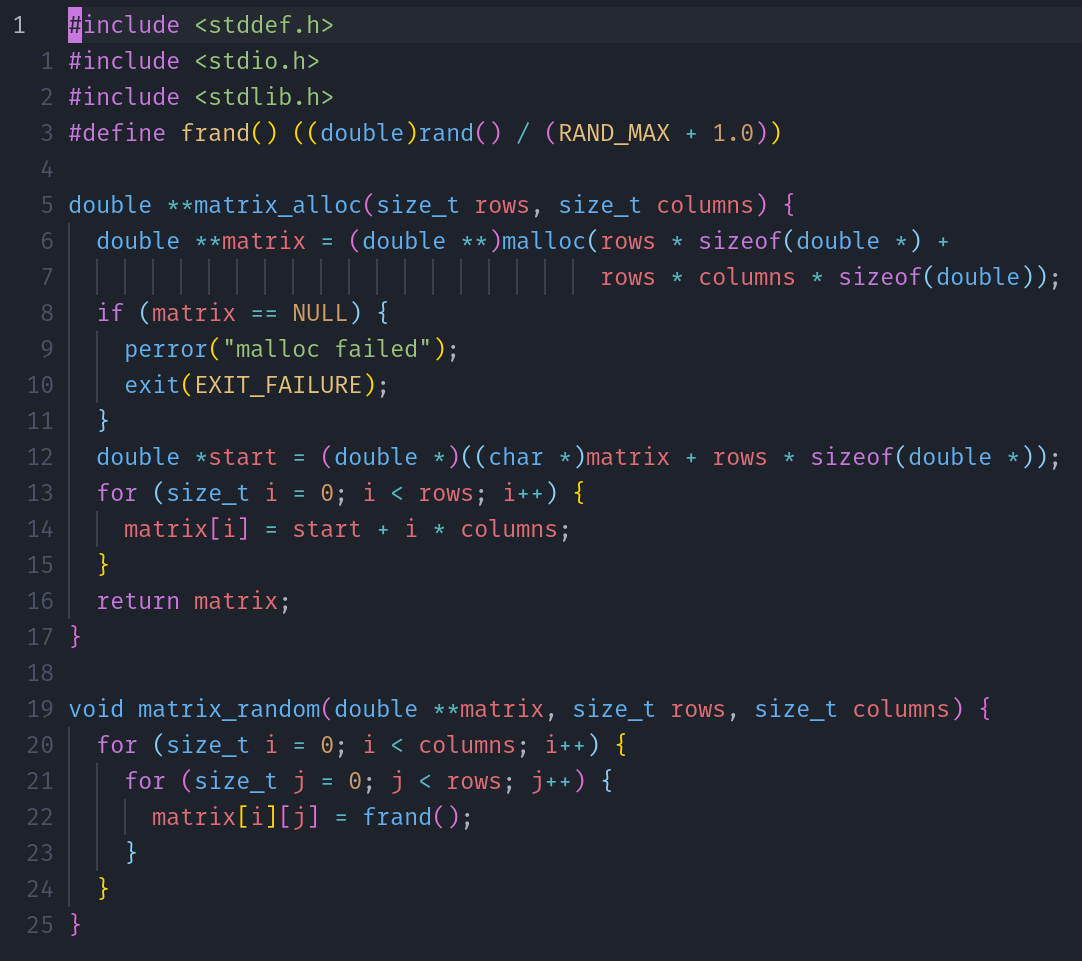 1 #include <stddef.h>
1 #include <stdio.h>
2 #include <stdlib.h>
3 #define frand() ((double)rand() / (RAND_MAX + 1.0))
4
5 double **matrix_alloc(size_t rows, size_t columns) {
6   double **matrix = (double **)malloc(rows * sizeof(double *) +
7                                       rows * columns * sizeof(double));
8   if (matrix == NULL) {
9     perror("malloc failed");
10     exit(EXIT_FAILURE);
11   }
12   double *start = (double *)((char *)matrix + rows * sizeof(double *));
13   for (size_t i = 0; i < rows; i++) {
14     matrix[i] = start + i * columns;
15   }
16   return matrix;
17 }
18
19 void matrix_random(double **matrix, size_t rows, size_t columns) {
20   for (size_t i = 0; i < columns; i++) {
21     for (size_t j = 0; j < rows; j++) {
22       matrix[i][j] = frand();
23     }
24   }
25 }